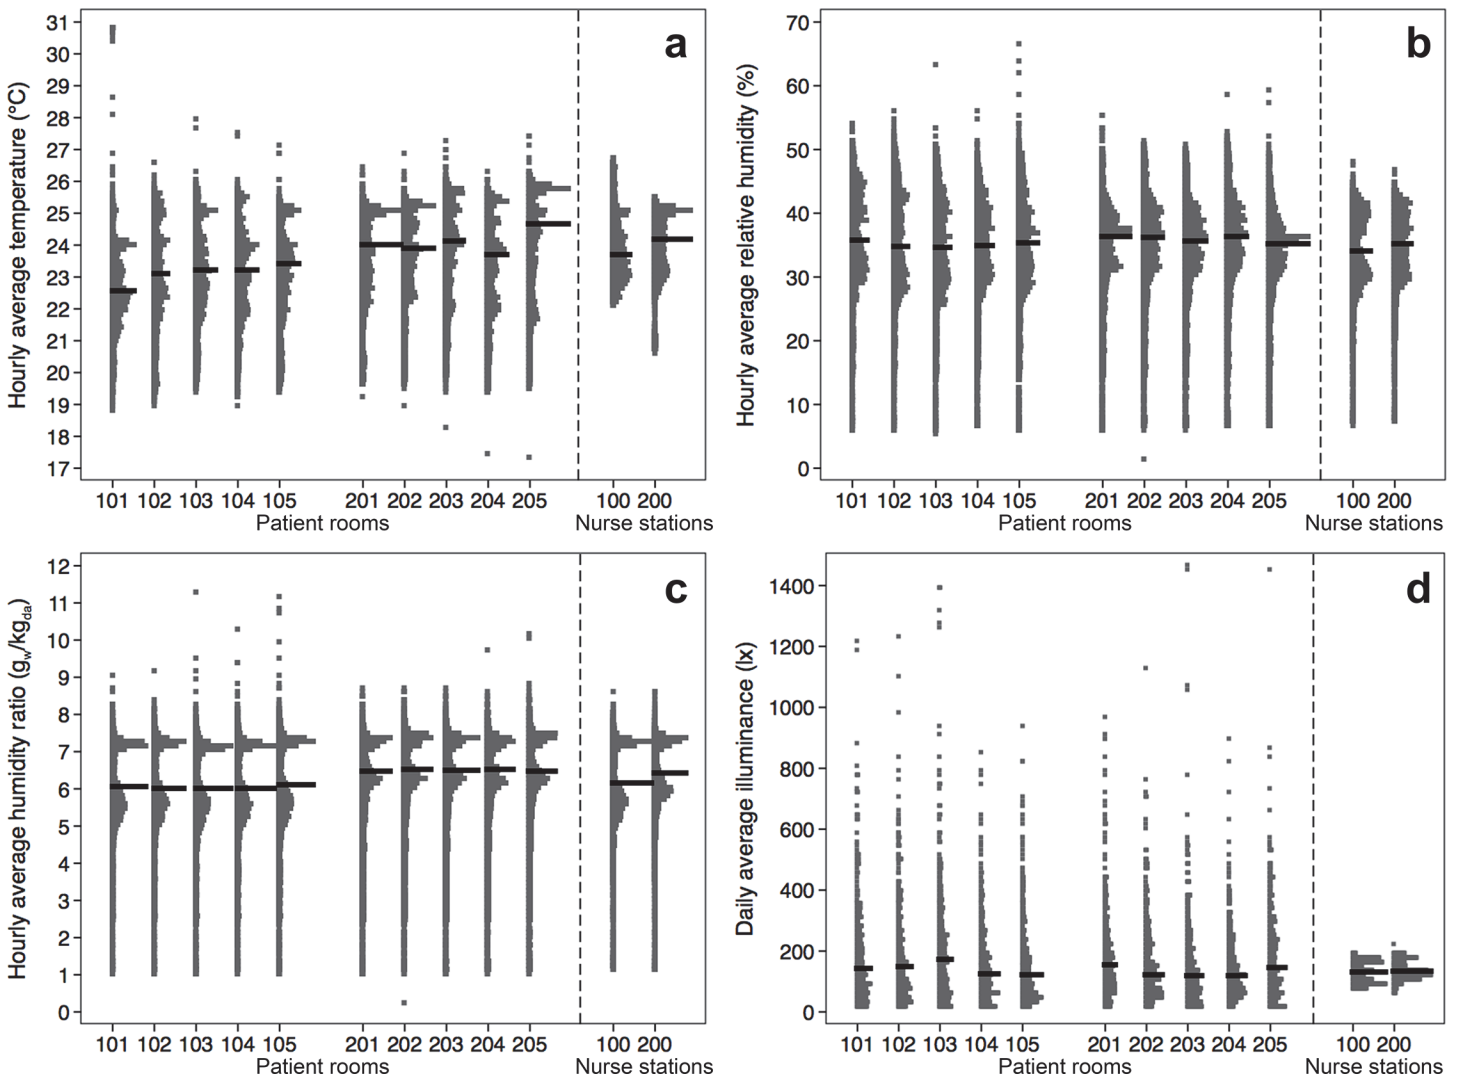 a
Hourly average temperature (°C)
31
30
29
28
27
26
25
24
23
22
21
20
19
18
17
101 102 103 104 105 201 202 203 204 205 100 200
Patient rooms Nurse stations
b
Hourly average relative humidity (%)
70
60
50
40
30
20
10
0
101 102 103 104 105 201 202 203 204 205 100 200
Patient rooms Nurse stations
c
Hourly average humidity ratio (gw/kgda)
12
11
10
9
8
7
6
5
4
3
2
1
0
101 102 103 104 105 201 202 203 204 205 100 200
Patient rooms Nurse stations
d
Daily average illuminance (lx)
1400
1200
1000
800
600
400
200
0
101 102 103 104 105 201 202 203 204 205 100 200
Patient rooms Nurse stations